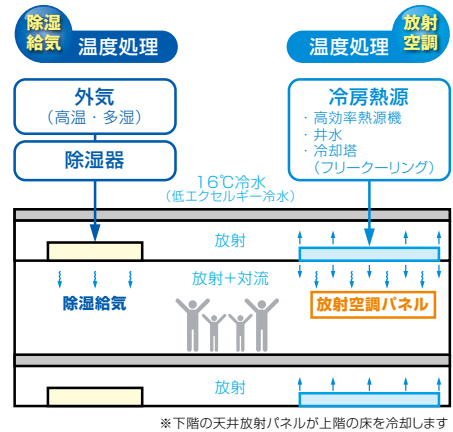 除湿
給気
温度処理
放射
空調
温度処理
外気
（高温・多湿）
除湿器
冷房熱源
・高効率熱源機
・井水
・冷却塔
（フリークーリング）
16℃冷水
（低エクセルギー冷水）
放射
放射＋対流
除湿給気
放射空調パネル
放射
※下階の天井放射パネルが上階の床を冷却します